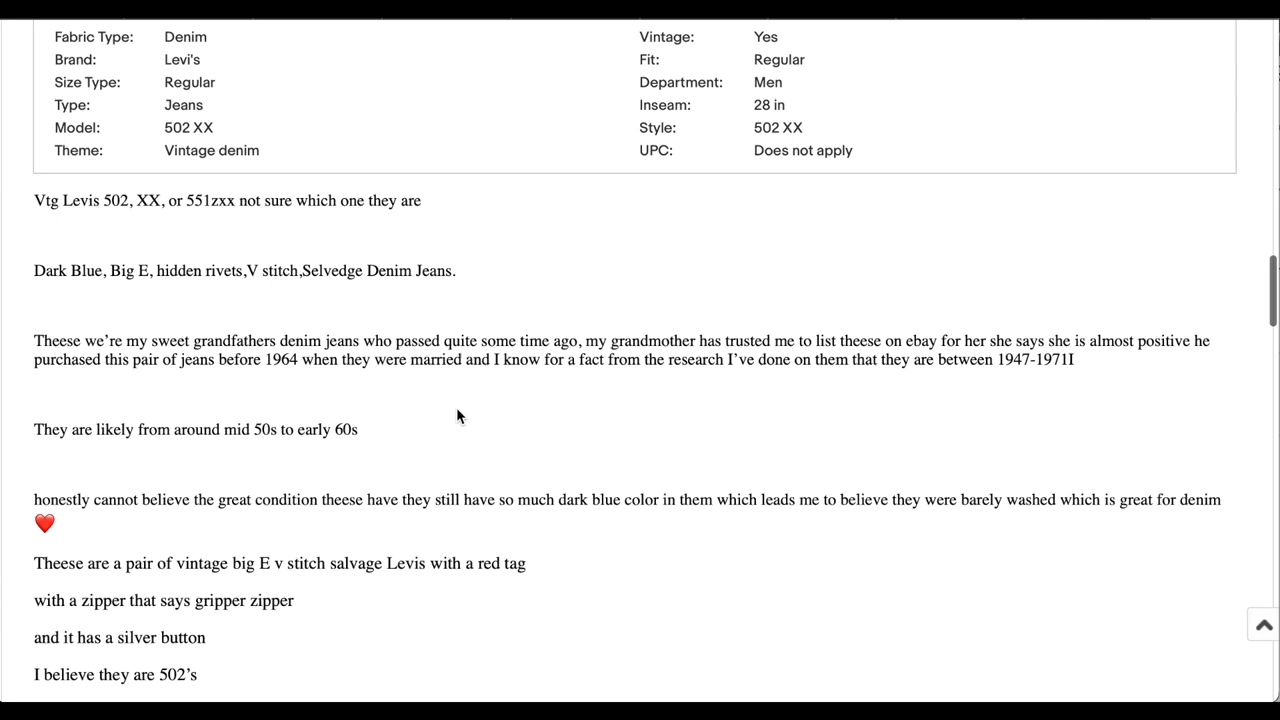 Fabric Type: Denim Vintage: Yes
Brand: Levi's Fit: Regular
Size Type: Regular Department: Men
Type: Jeans Inseam: 28 in
Model: 502 XX Style: 502 XX
Theme: Vintage denim UPC: Does not apply
Vtg Levis 502, XX, or 551zxx not sure which one they are
Dark Blue, Big E, hidden rivets,V stitch,Selvedge Denim Jeans.
Theese we’re my sweet grandfathers denim jeans who passed quite some time ago, my grandmother has trusted me to list theese on ebay for her she says she is almost positive he
purchased this pair of jeans before 1964 when they were married and I know for a fact from the research I’ve done on them that they are between 1947-1971I
They are likely from around mid 50s to early 60s
honestly cannot believe the great condition theese have they still have so much dark blue color in them which leads me to believe they were barely washed which is great for denim
❤️
Theese are a pair of vintage big E v stitch salvage Levis with a red tag
with a zipper that says gripper zipper
and it has a silver button
I believe they are 502’s